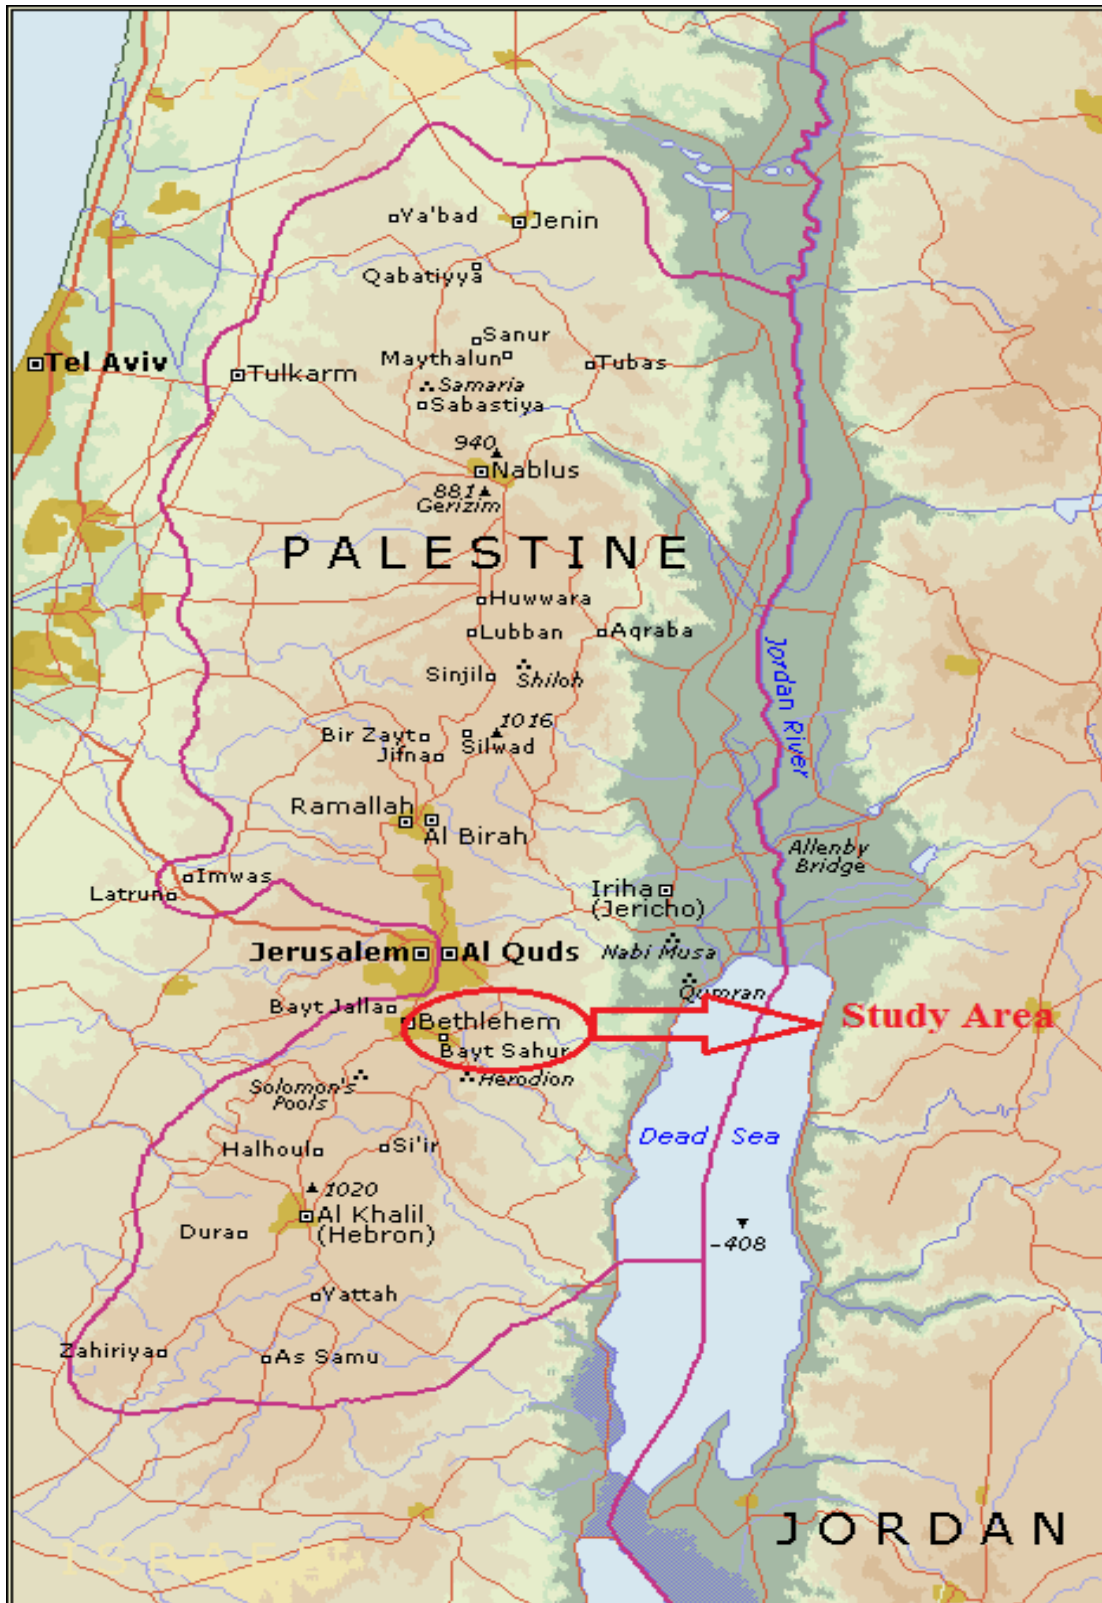 ISRAEL
Ya'bad
Jenin
Qabatiyya
Sanur
Maythalun
Tubas
Tel Aviv
Tulkarm
Samaria
Sabastiya
940
Nablus
881
Gerizim
PALESTINE
Huwwara
Lubban
Aqraba
Sinjil
Shiloh
Jordan River
1016
Bir Zayt
Silwad
Jifna
Ramallah
Al Birah
Allenby
Bridge
Imwas
Latrun
Iriha
(Jericho)
Jerusalem
Al Quds
Nabi Musa
Qumran
Bayt Jalla
Bethlehem
Study Area
Bayt Sahur
Herodion
Solomon's
Pools
Dead Sea
Halhoul
Si'ir
1020
Al Khalil
(Hebron)
Dura
-408
Yattah
Zahiriya
As Samu
JORDAN
ISRAEL